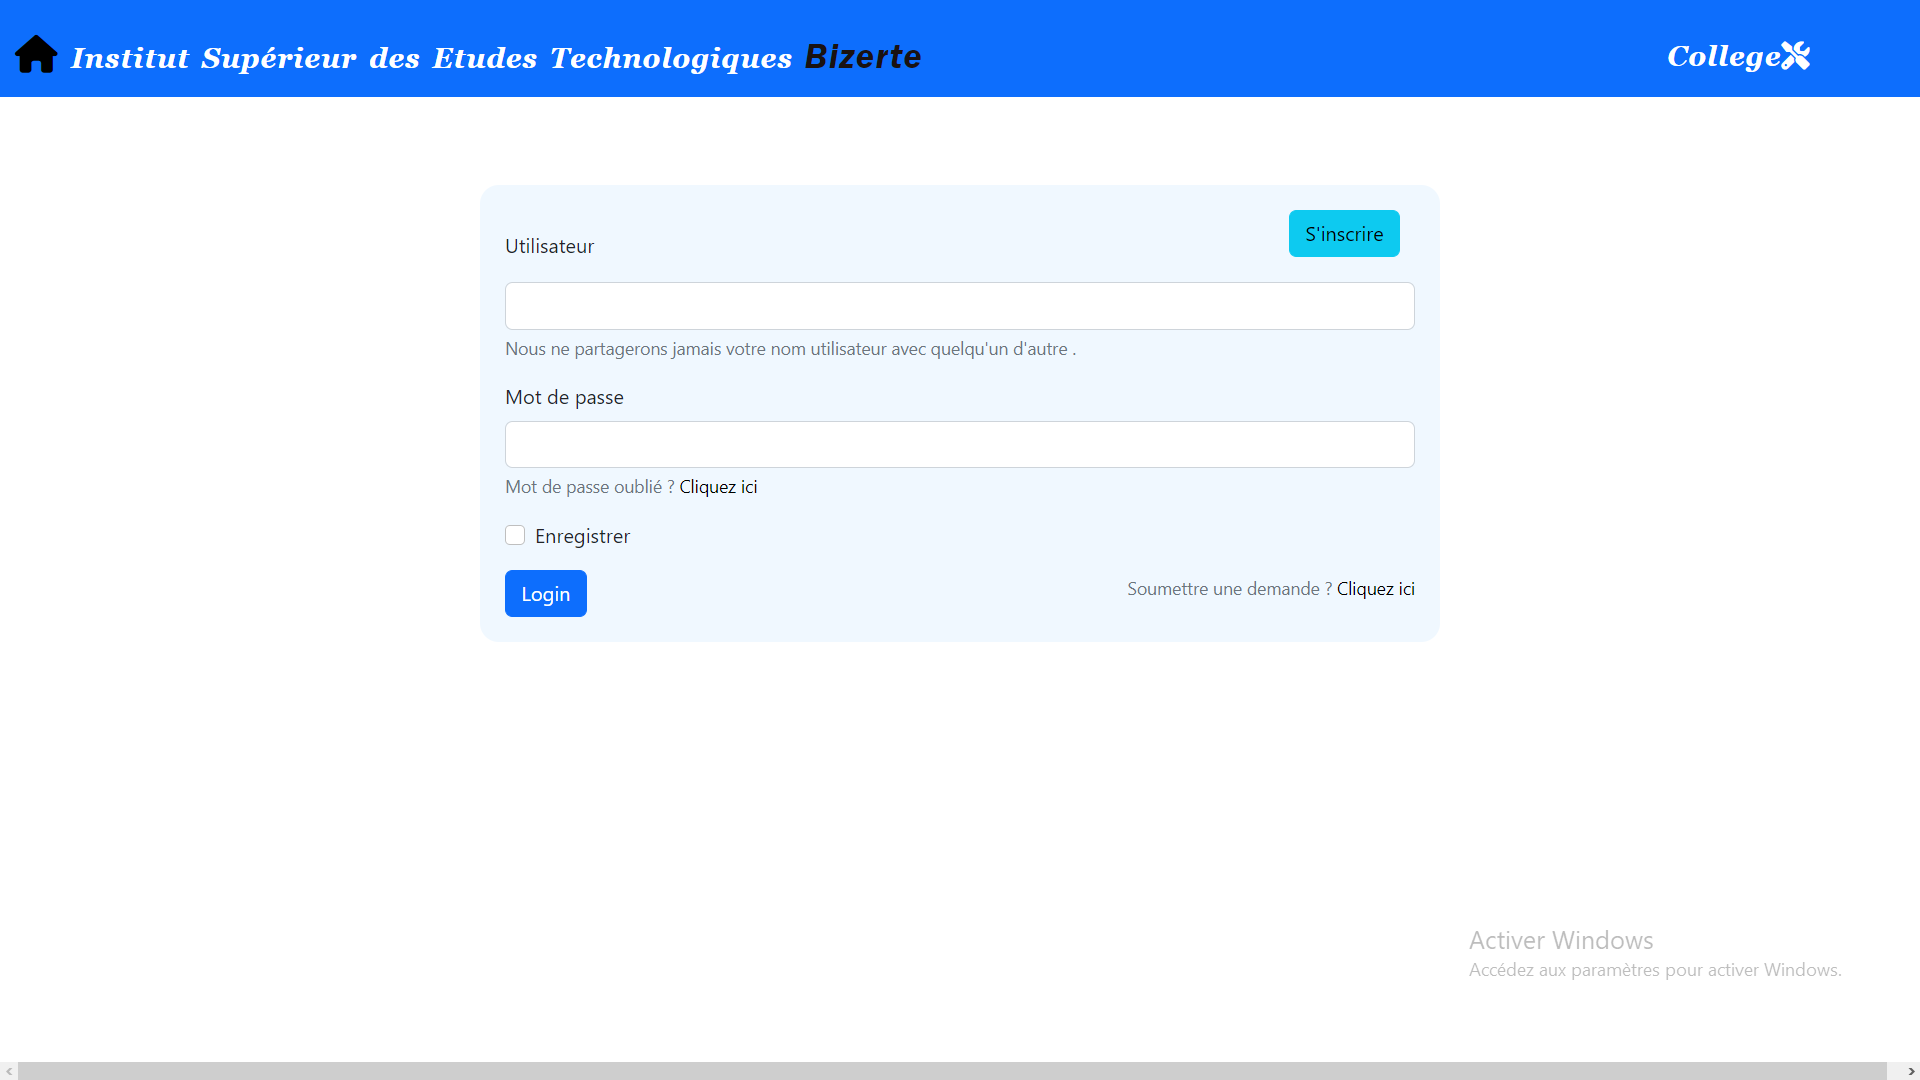 Institut Supérieur des Etudes Technologiques Bizerte
College
S'inscrire
Utilisateur
Nous ne partagerons jamais votre nom utilisateur avec quelqu'un d'autre .
Mot de passe
Mot de passe oublié ? Cliquez ici
Enregistrer
Login
Soumettre une demande ? Cliquez ici
Activer Windows
Accédez aux paramètres pour activer Windows.